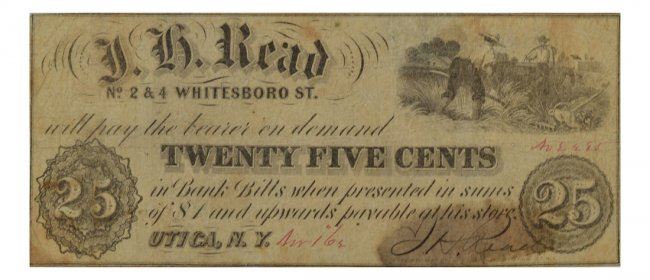 J. H. Read
No 2 & 4 WHITESBORO ST.
will pay the bearer on demand
TWENTY FIVE CENTS
25
in Bank Bills when presented in sums
of $1 and upwards payable at his store.
25
UTICA, N. Y.
J H Read